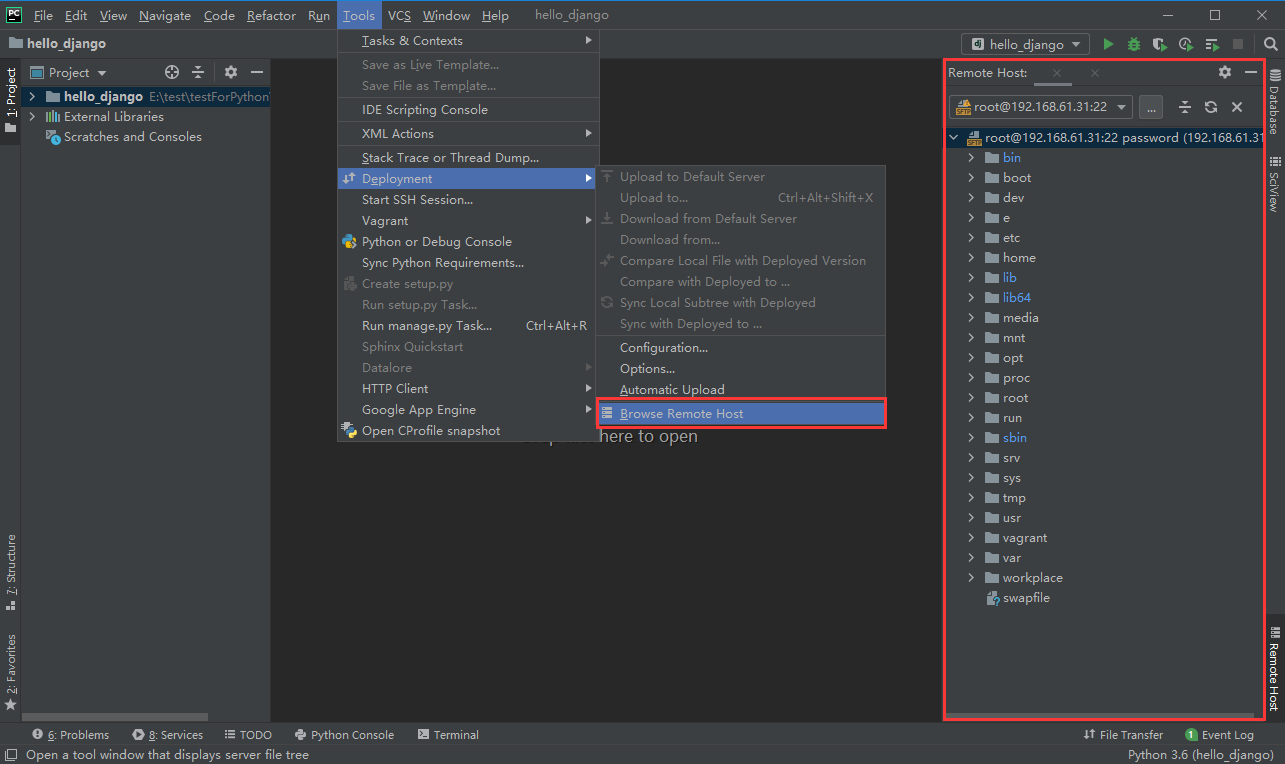 File Edit View Navigate Code Refactor Run Tools VCS Window Help hello_django
hello_django
hello_django
1: Project
Project
hello_django E:\test\testForPython
External Libraries
Scratches and Consoles
Tasks & Contexts
Save as Live Template...
Save File as Template...
IDE Scripting Console
XML Actions
Stack Trace or Thread Dump...
Deployment
Start SSH Session...
Vagrant
Python or Debug Console
Sync Python Requirements...
Create setup.py
Run setup.py Task...
Run manage.py Task... Ctrl+Alt+R
Sphinx Quickstart
Datalore
HTTP Client
Google App Engine
Open CProfile snapshot
Upload to Default Server
Upload to... Ctrl+Alt+Shift+X
Download from Default Server
Download from...
Compare Local File with Deployed Version
Compare with Deployed to ...
Sync Local Subtree with Deployed
Sync with Deployed to ...
Configuration...
Options...
Automatic Upload
Browse Remote Host
here to open
Remote Host:
root@192.168.61.31:22 ...
root@192.168.61.31:22 password (192.168.61.31
bin
boot
dev
e
etc
home
lib
lib64
media
mnt
opt
proc
root
run
sbin
srv
sys
tmp
usr
vagrant
var
workplace
swapfile
Database
SciView
Remote Host
7: Structure
2: Favorites
6: Problems 8: Services TODO Python Console Terminal File Transfer 1 Event Log
Open a tool window that displays server file tree Python 3.6 (hello_django)